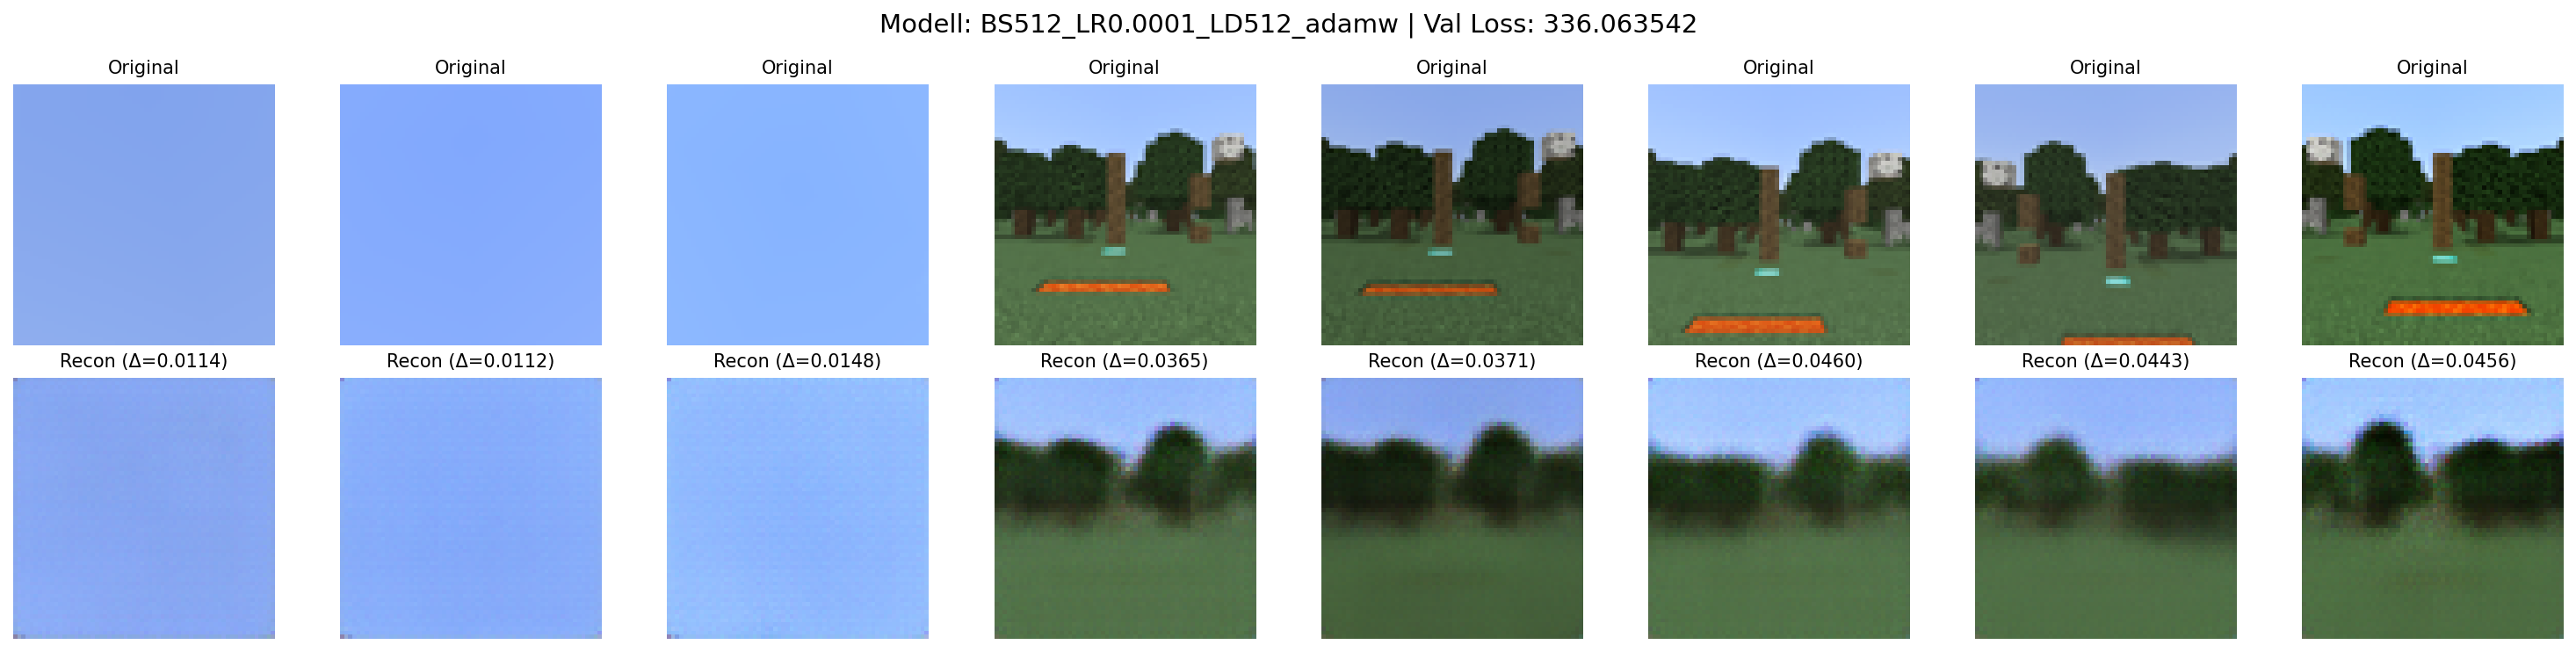 Modell: BS512_LR0.0001_LD512_adamw | Val Loss: 336.063542
Original Original Original Original Original Original Original Original
Recon (Δ=0.0114) Recon (Δ=0.0112) Recon (Δ=0.0148) Recon (Δ=0.0365) Recon (Δ=0.0371) Recon (Δ=0.0460) Recon (Δ=0.0443) Recon (Δ=0.0456)